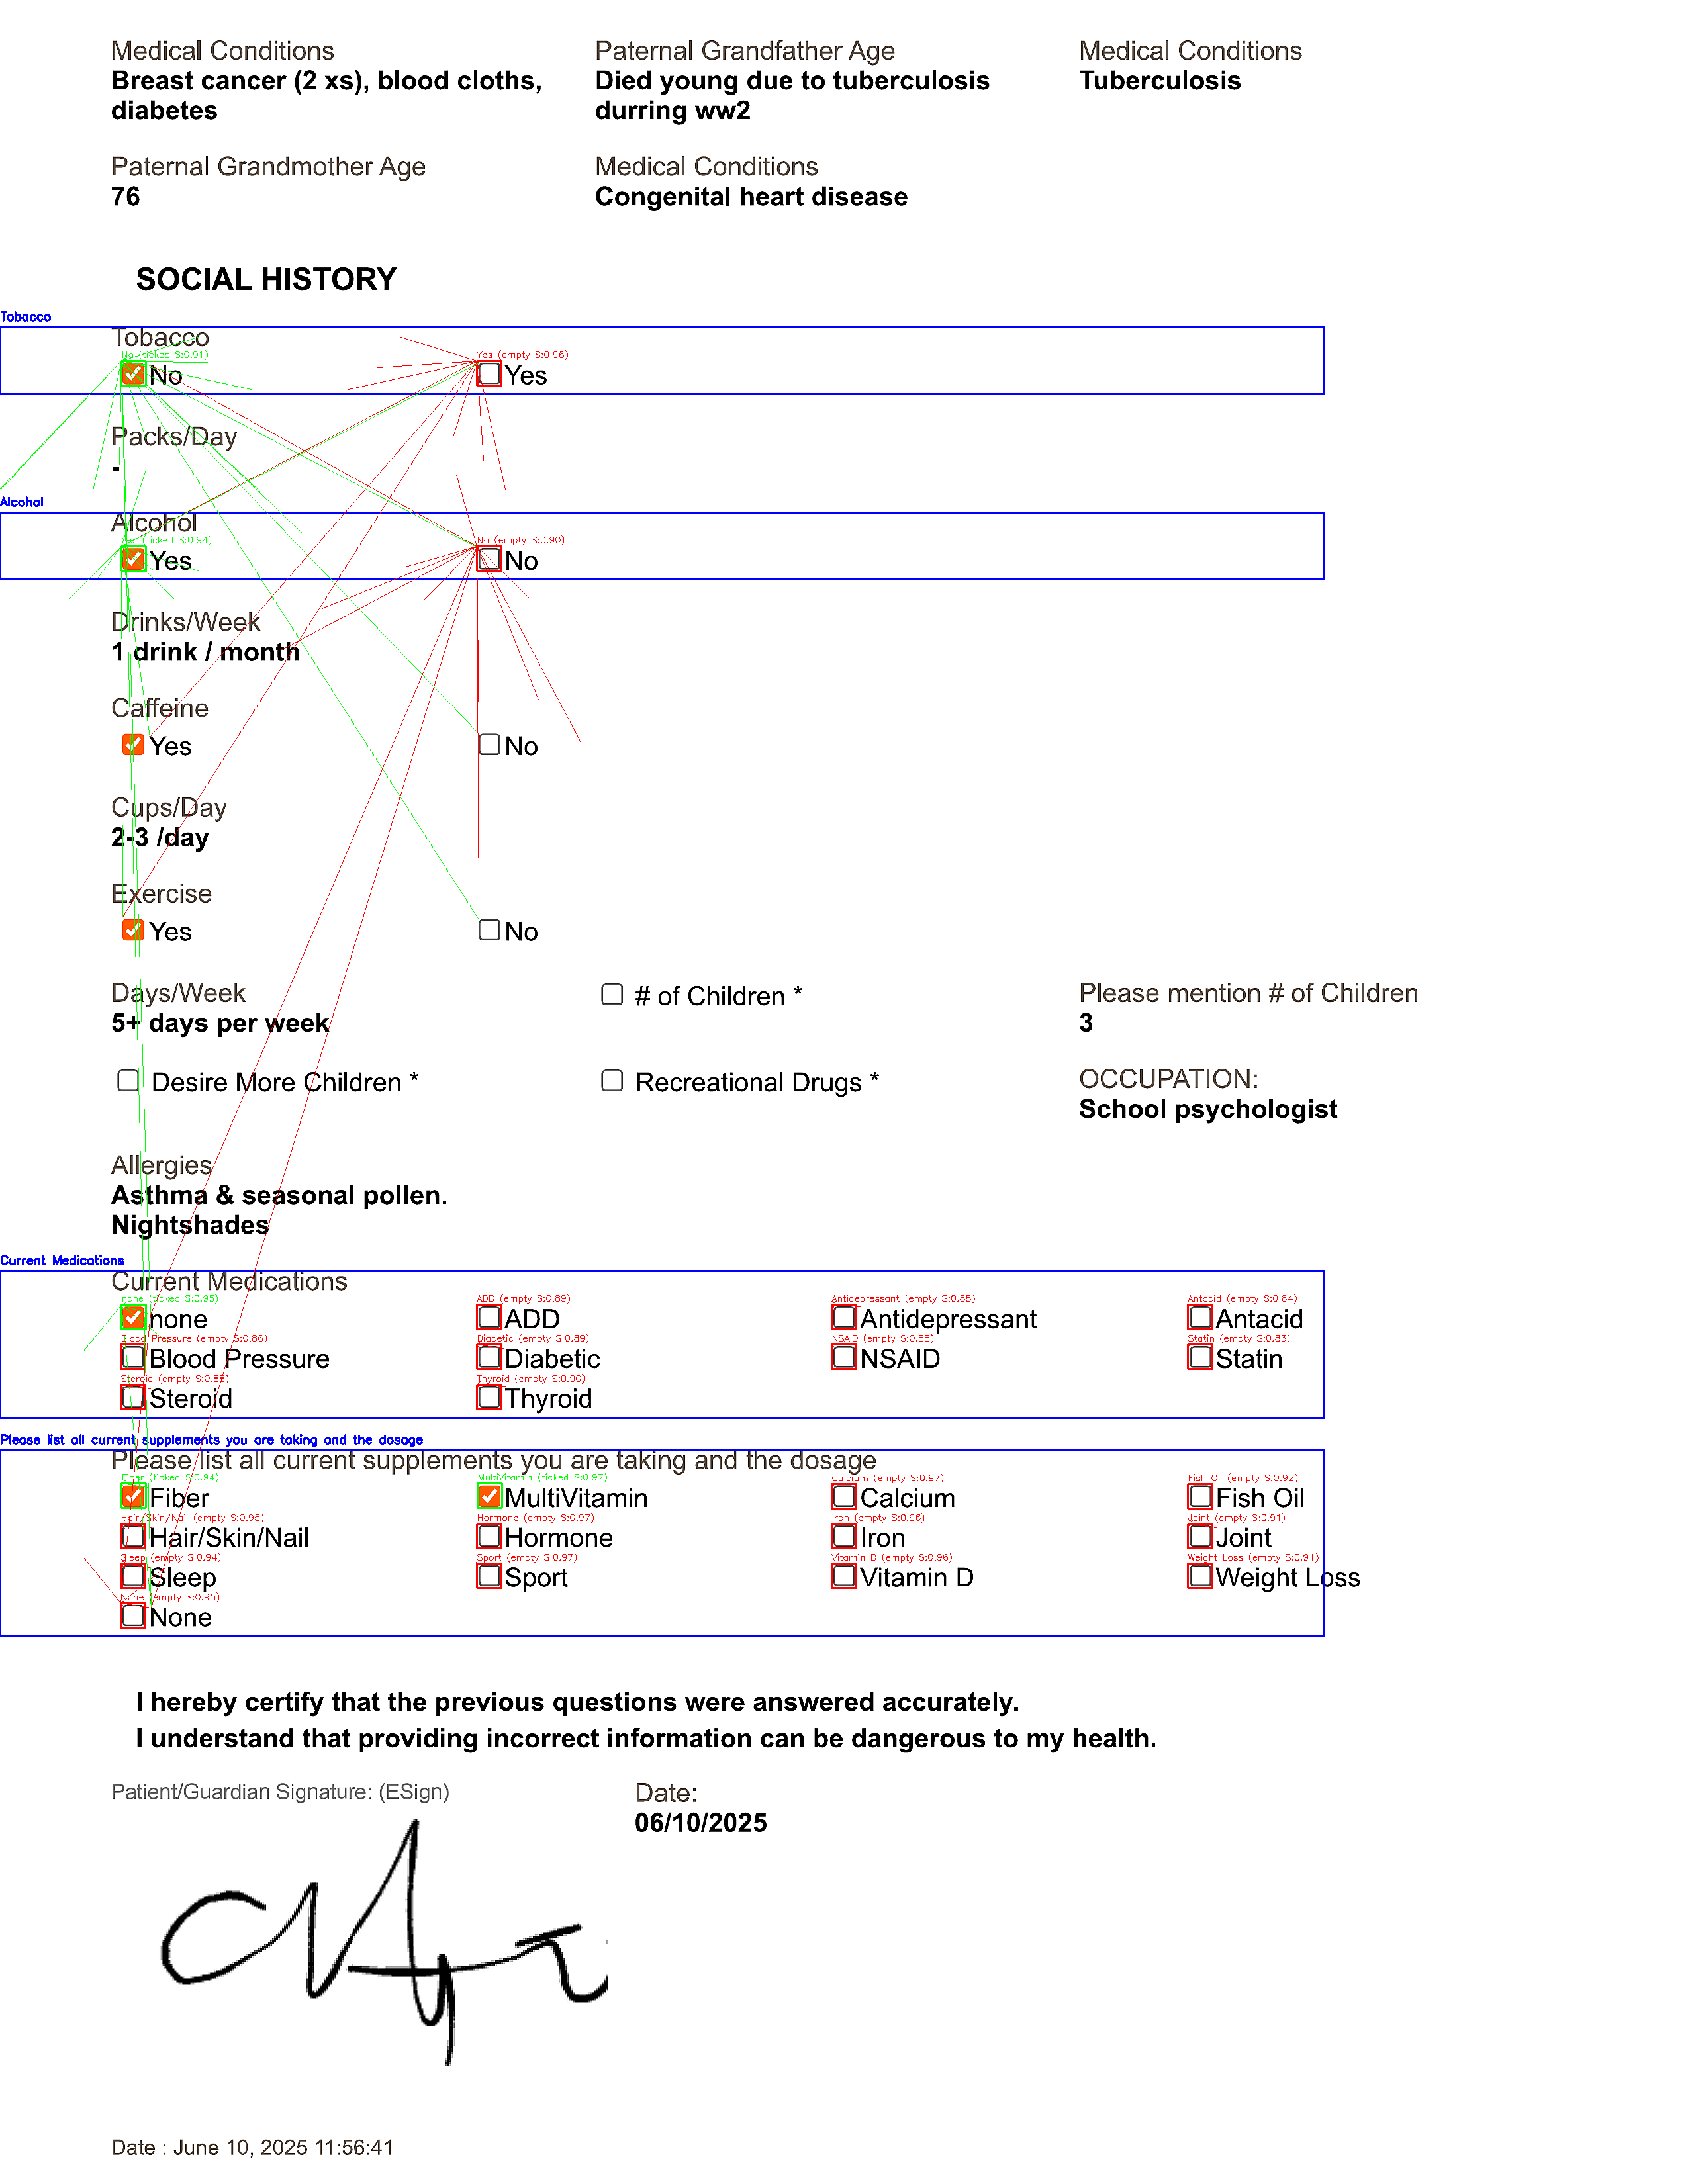 Medical Conditions Paternal Grandfather Age Medical Conditions
Breast cancer (2 xs), blood cloths, Died young due to tuberculosis Tuberculosis
diabetes durring ww2
Paternal Grandmother Age Medical Conditions
76 Congenital heart disease
SOCIAL HISTORY
Tobacco
Tobacco
No (ticked S:0.91) Yes (empty S:0.96)
No Yes
Packs/Day
-
Alcohol
Alcohol
Yes (ticked S:0.94) No (empty S:0.90)
Yes No
Drinks/Week
1 drink / month
Caffeine
Yes No
Cups/Day
2-3 /day
Exercise
Yes No
Days/Week # of Children * Please mention # of Children
5+ days per week 3
Desire More Children * Recreational Drugs * OCCUPATION:
School psychologist
Allergies
Asthma & seasonal pollen.
Nightshades
Current Medications
Current Medications
none (ticked S:0.95) ADD (empty S:0.89) Antidepressant (empty S:0.88) Antacid (empty S:0.84)
none ADD Antidepressant Antacid
Blood Pressure (empty S:0.86) Diabetic (empty S:0.89) NSAID (empty S:0.88) Statin (empty S:0.83)
Blood Pressure Diabetic NSAID Statin
Steroid (empty S:0.88) Thyroid (empty S:0.90)
Steroid Thyroid
Please list all current supplements you are taking and the dosage
Please list all current supplements you are taking and the dosage
Fiber (ticked S:0.94) MultiVitamin (ticked S:0.97) Calcium (empty S:0.97) Fish Oil (empty S:0.92)
Fiber MultiVitamin Calcium Fish Oil
Hair/Skin/Nail (empty S:0.95) Hormone (empty S:0.97) Iron (empty S:0.96) Joint (empty S:0.91)
Hair/Skin/Nail Hormone Iron Joint
Sleep (empty S:0.94) Sport (empty S:0.97) Vitamin D (empty S:0.96) Weight Loss (empty S:0.91)
Sleep Sport Vitamin D Weight Loss
None (empty S:0.95)
None
I hereby certify that the previous questions were answered accurately.
I understand that providing incorrect information can be dangerous to my health.
Patient/Guardian Signature: (ESign) Date:
06/10/2025
Date : June 10, 2025 11:56:41